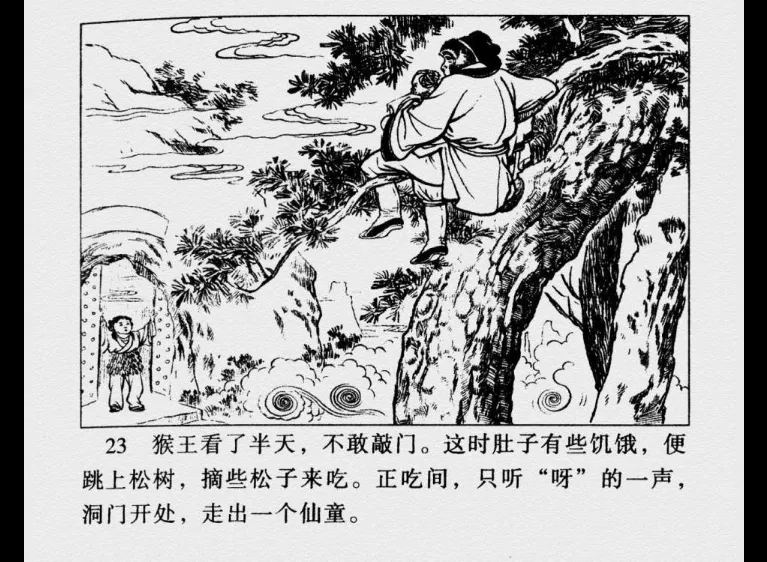 23 猴王看了半天，不敢敲门。这时肚子有些饥饿，便
跳上松树，摘些松子来吃。正吃间，只听“呀”的一声，
洞门开处，走出一个仙童。